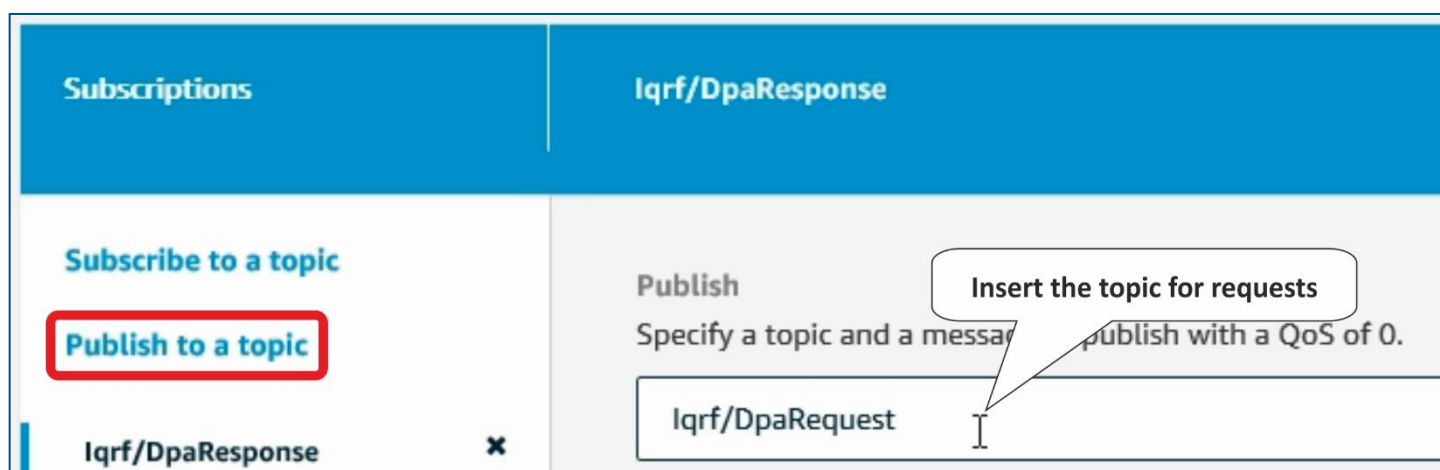 Subscriptions
Iqrf/DpaResponse
Subscribe to a topic
Publish to a topic
Iqrf/DpaResponse ×
Publish
Insert the topic for requests
Specify a topic and a messa publish with a QoS of 0.
Iqrf/DpaRequest